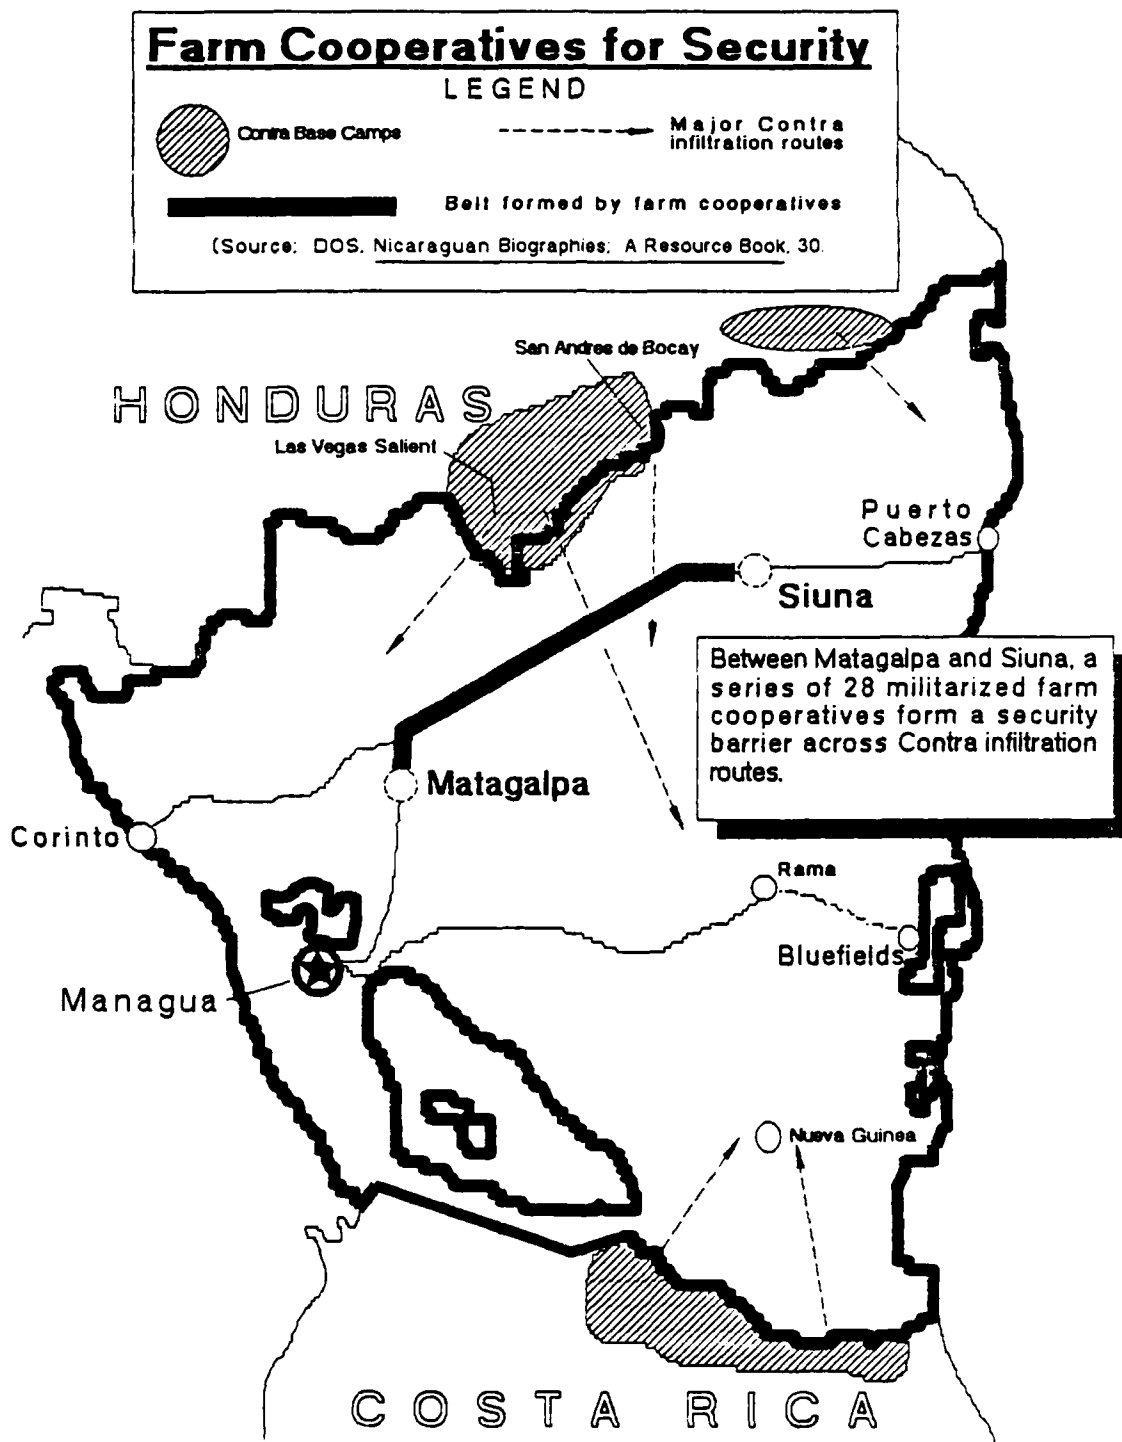 Farm Cooperatives for Security
LEGEND
Contra Base Camps
Major Contra
infiltration routes
Belt formed by farm cooperatives
(Source: DOS, Nicaraguan Biographies: A Resource Book, 30.
San Andres de Bocay
HONDURAS
Las Vegas Salient
Puerto
Cabezas
Siuna
Between Matagalpa and Siuna, a
series of 28 militarized farm
cooperatives form a security
barrier across Contra infiltration
routes.
Matagalpa
Corinto
Rama
Bluefields
Managua
Nueva Guinea
COSTA RICA